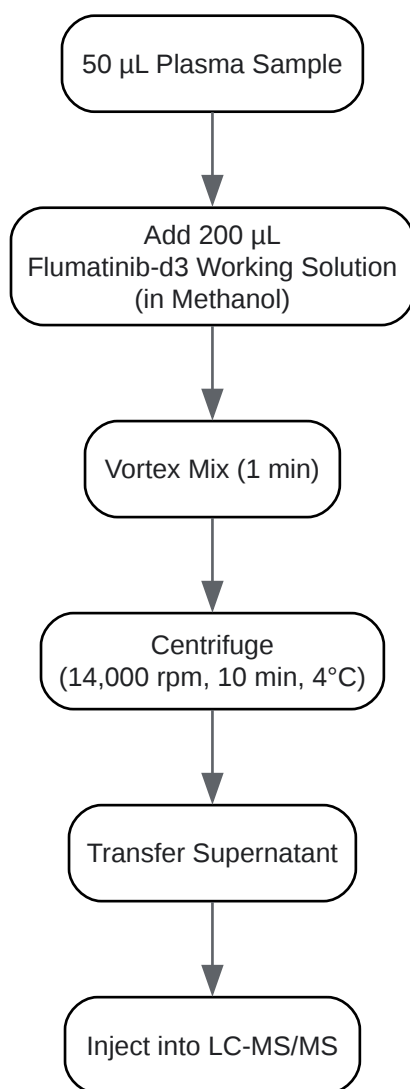 50 µL Plasma Sample
Add 200 µL
Flumatinib-d3 Working Solution
(in Methanol)
Vortex Mix (1 min)
Centrifuge
(14,000 rpm, 10 min, 4°C)
Transfer Supernatant
Inject into LC-MS/MS